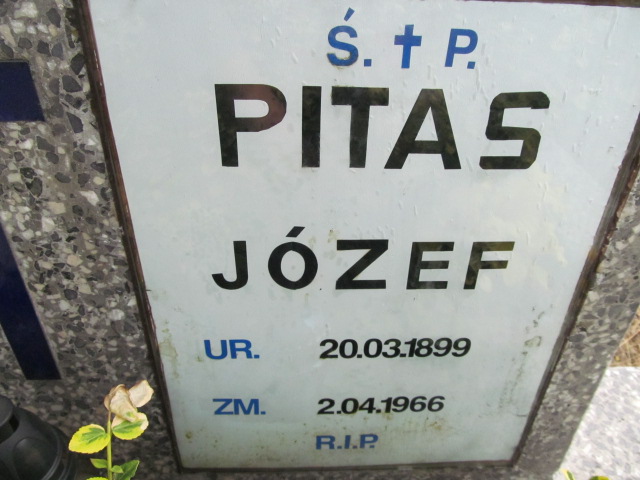 Ś. ✝ P.
PITAS
JÓZEF
UR. 20.03.1899
ZM. 2.04.1966
R.I.P.